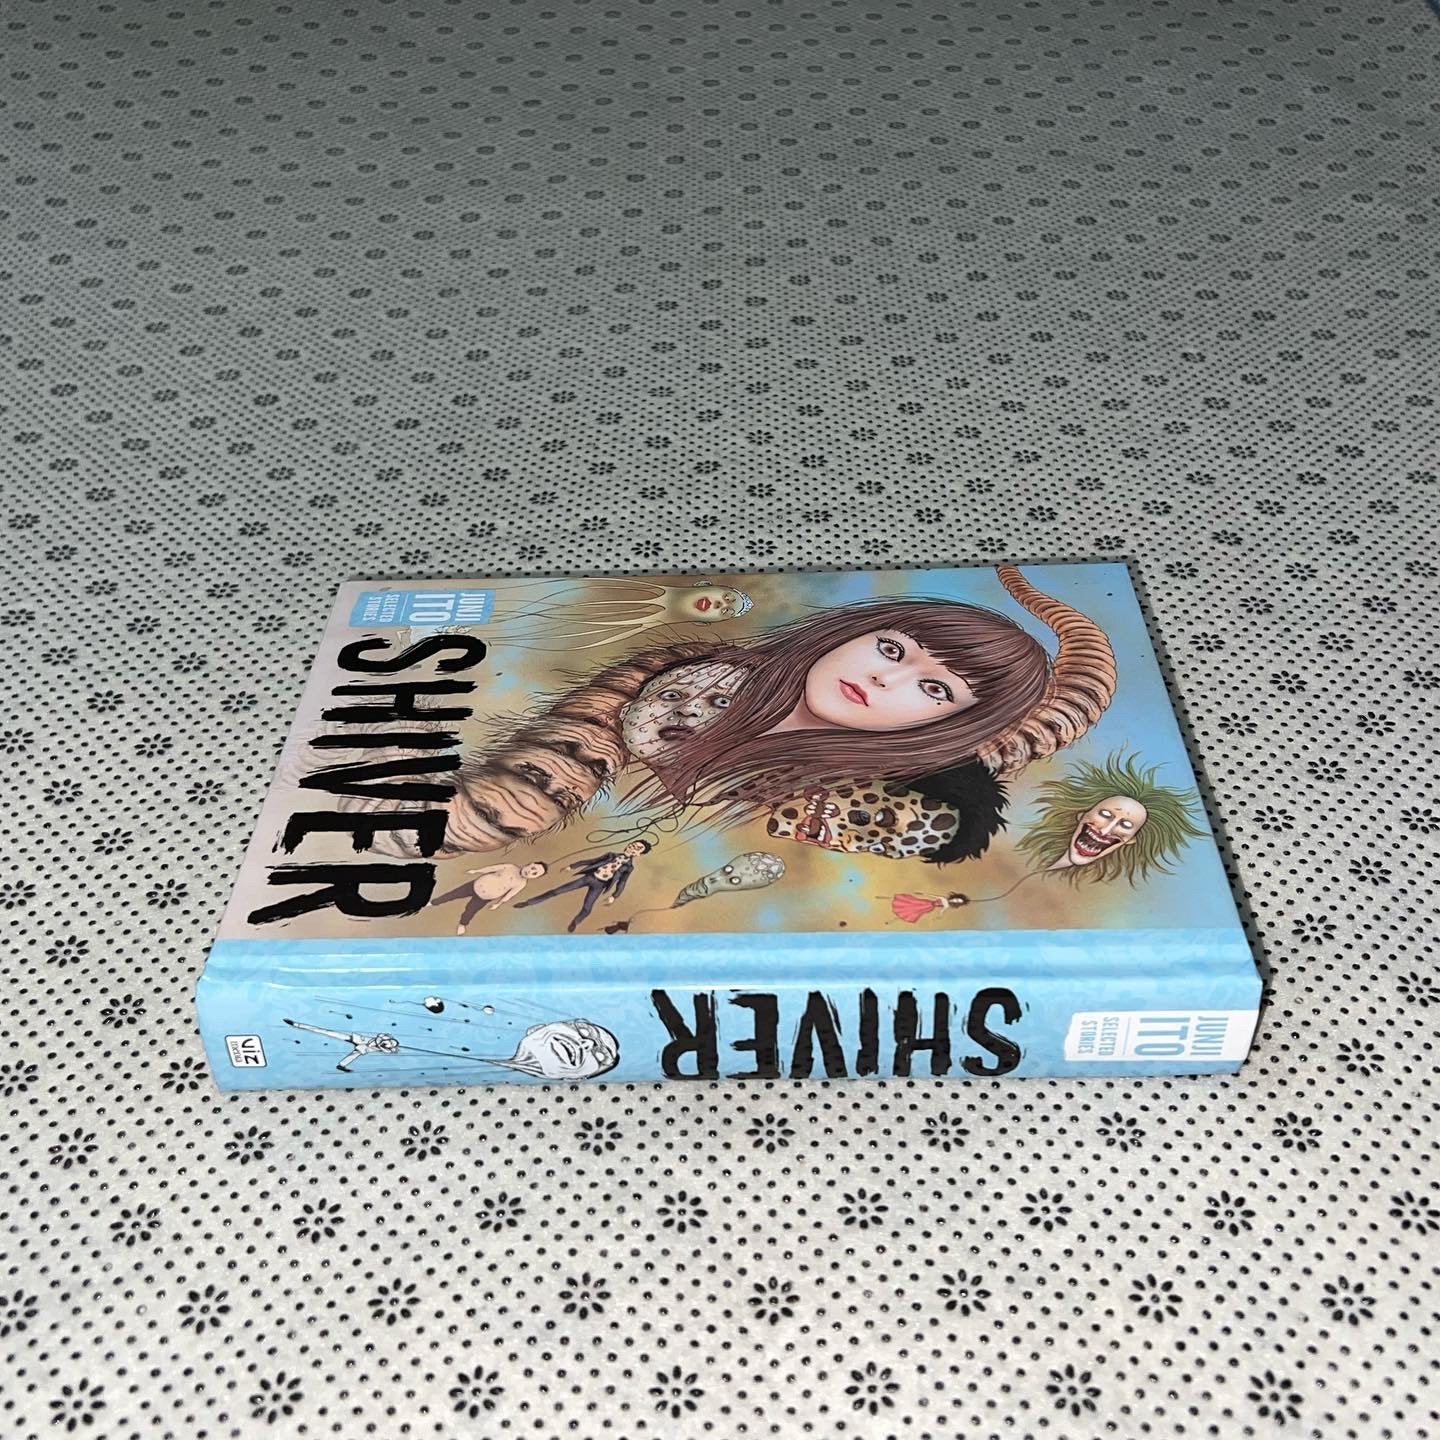 JUNJI
ITO
SELECTED
STORIES
SHIVER
JUNJI
ITO
SELECTED
STORIES
SHIVER
VIZ